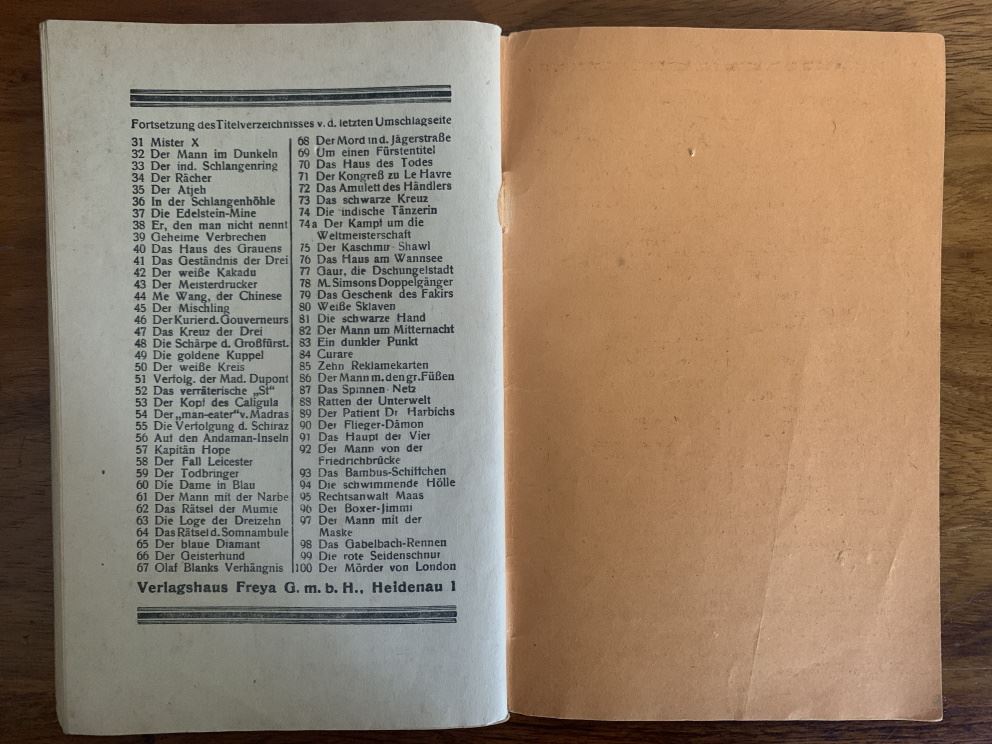 Fortsetzung des Titelverzeichnisses v. d. letzten Umschlagseite
31 Mister X
32 Der Mann im Dunkeln
33 Der ind. Schlangenring
34 Der Rächer
35 Der Atjeh
36 In der Schlangenhöhle
37 Die Edelstein-Mine
38 Er, den man nicht nennt
39 Geheime Verbrechen
40 Das Haus des Grauens
41 Das Geständnis der Drei
42 Der weiße Kakadu
43 Der Meisterdrucker
44 Me Wang, der Chinese
45 Der Mischling
46 Der Kurier d. Gouverneurs
47 Das Kreuz der Drei
48 Die Schärpe d. Großfürst.
49 Die goldene Kuppel
50 Der weiße Kreis
51 Verfolg. der Mad. Dupont
52 Das verräterische „St“
53 Der Kopf des Caligula
54 Der „man-eater“ v. Madras
55 Die Verfolgung d. Schiraz
56 Auf den Andaman-Inseln
57 Kapitän Hope
58 Der Fall Leicester
59 Der Todbringer
60 Die Dame in Blau
61 Der Mann mit der Narbe
62 Das Rätsel der Mumie
63 Die Loge der Dreizehn
64 Das Rätsel d. Somnambule
65 Der blaue Diamant
66 Der Geisterhund
67 Olaf Blanks Verhängnis
68 Der Mord in d. Jägerstraße
69 Um einen Fürstentitel
70 Das Haus des Todes
71 Der Kongreß zu Le Havre
72 Das Amulett des Händlers
73 Das schwarze Kreuz
74 Die indische Tänzerin
74a Der Kampf um die
Weltmeisterschaft
75 Der Kaschmir-Shawl
76 Das Haus am Wannsee
77 Gaur, die Dschungelstadt
78 M. Simsons Doppelgänger
79 Das Geschenk des Fakirs
80 Weiße Sklaven
81 Die schwarze Hand
82 Der Mann um Mitternacht
83 Ein dunkler Punkt
84 Curare
85 Zehn Reklamekarten
86 Der Mann m. den gr. Füßen
87 Das Spinnen-Netz
88 Ratten der Unterwelt
89 Der Patient Dr Harbichs
90 Der Flieger-Dämon
91 Das Haupt der Vier
92 Der Mann von der
Friedrichbrücke
93 Das Bambus-Schiffchen
94 Die schwimmende Hölle
95 Rechtsanwalt Maas
96 Der Boxer-Jimmi
97 Der Mann mit der
Maske
98 Das Gabelbach-Rennen
99 Die rote Seidenschnur
100 Der Mörder von London
Verlagshaus Freya G. m. b. H., Heidenau 1